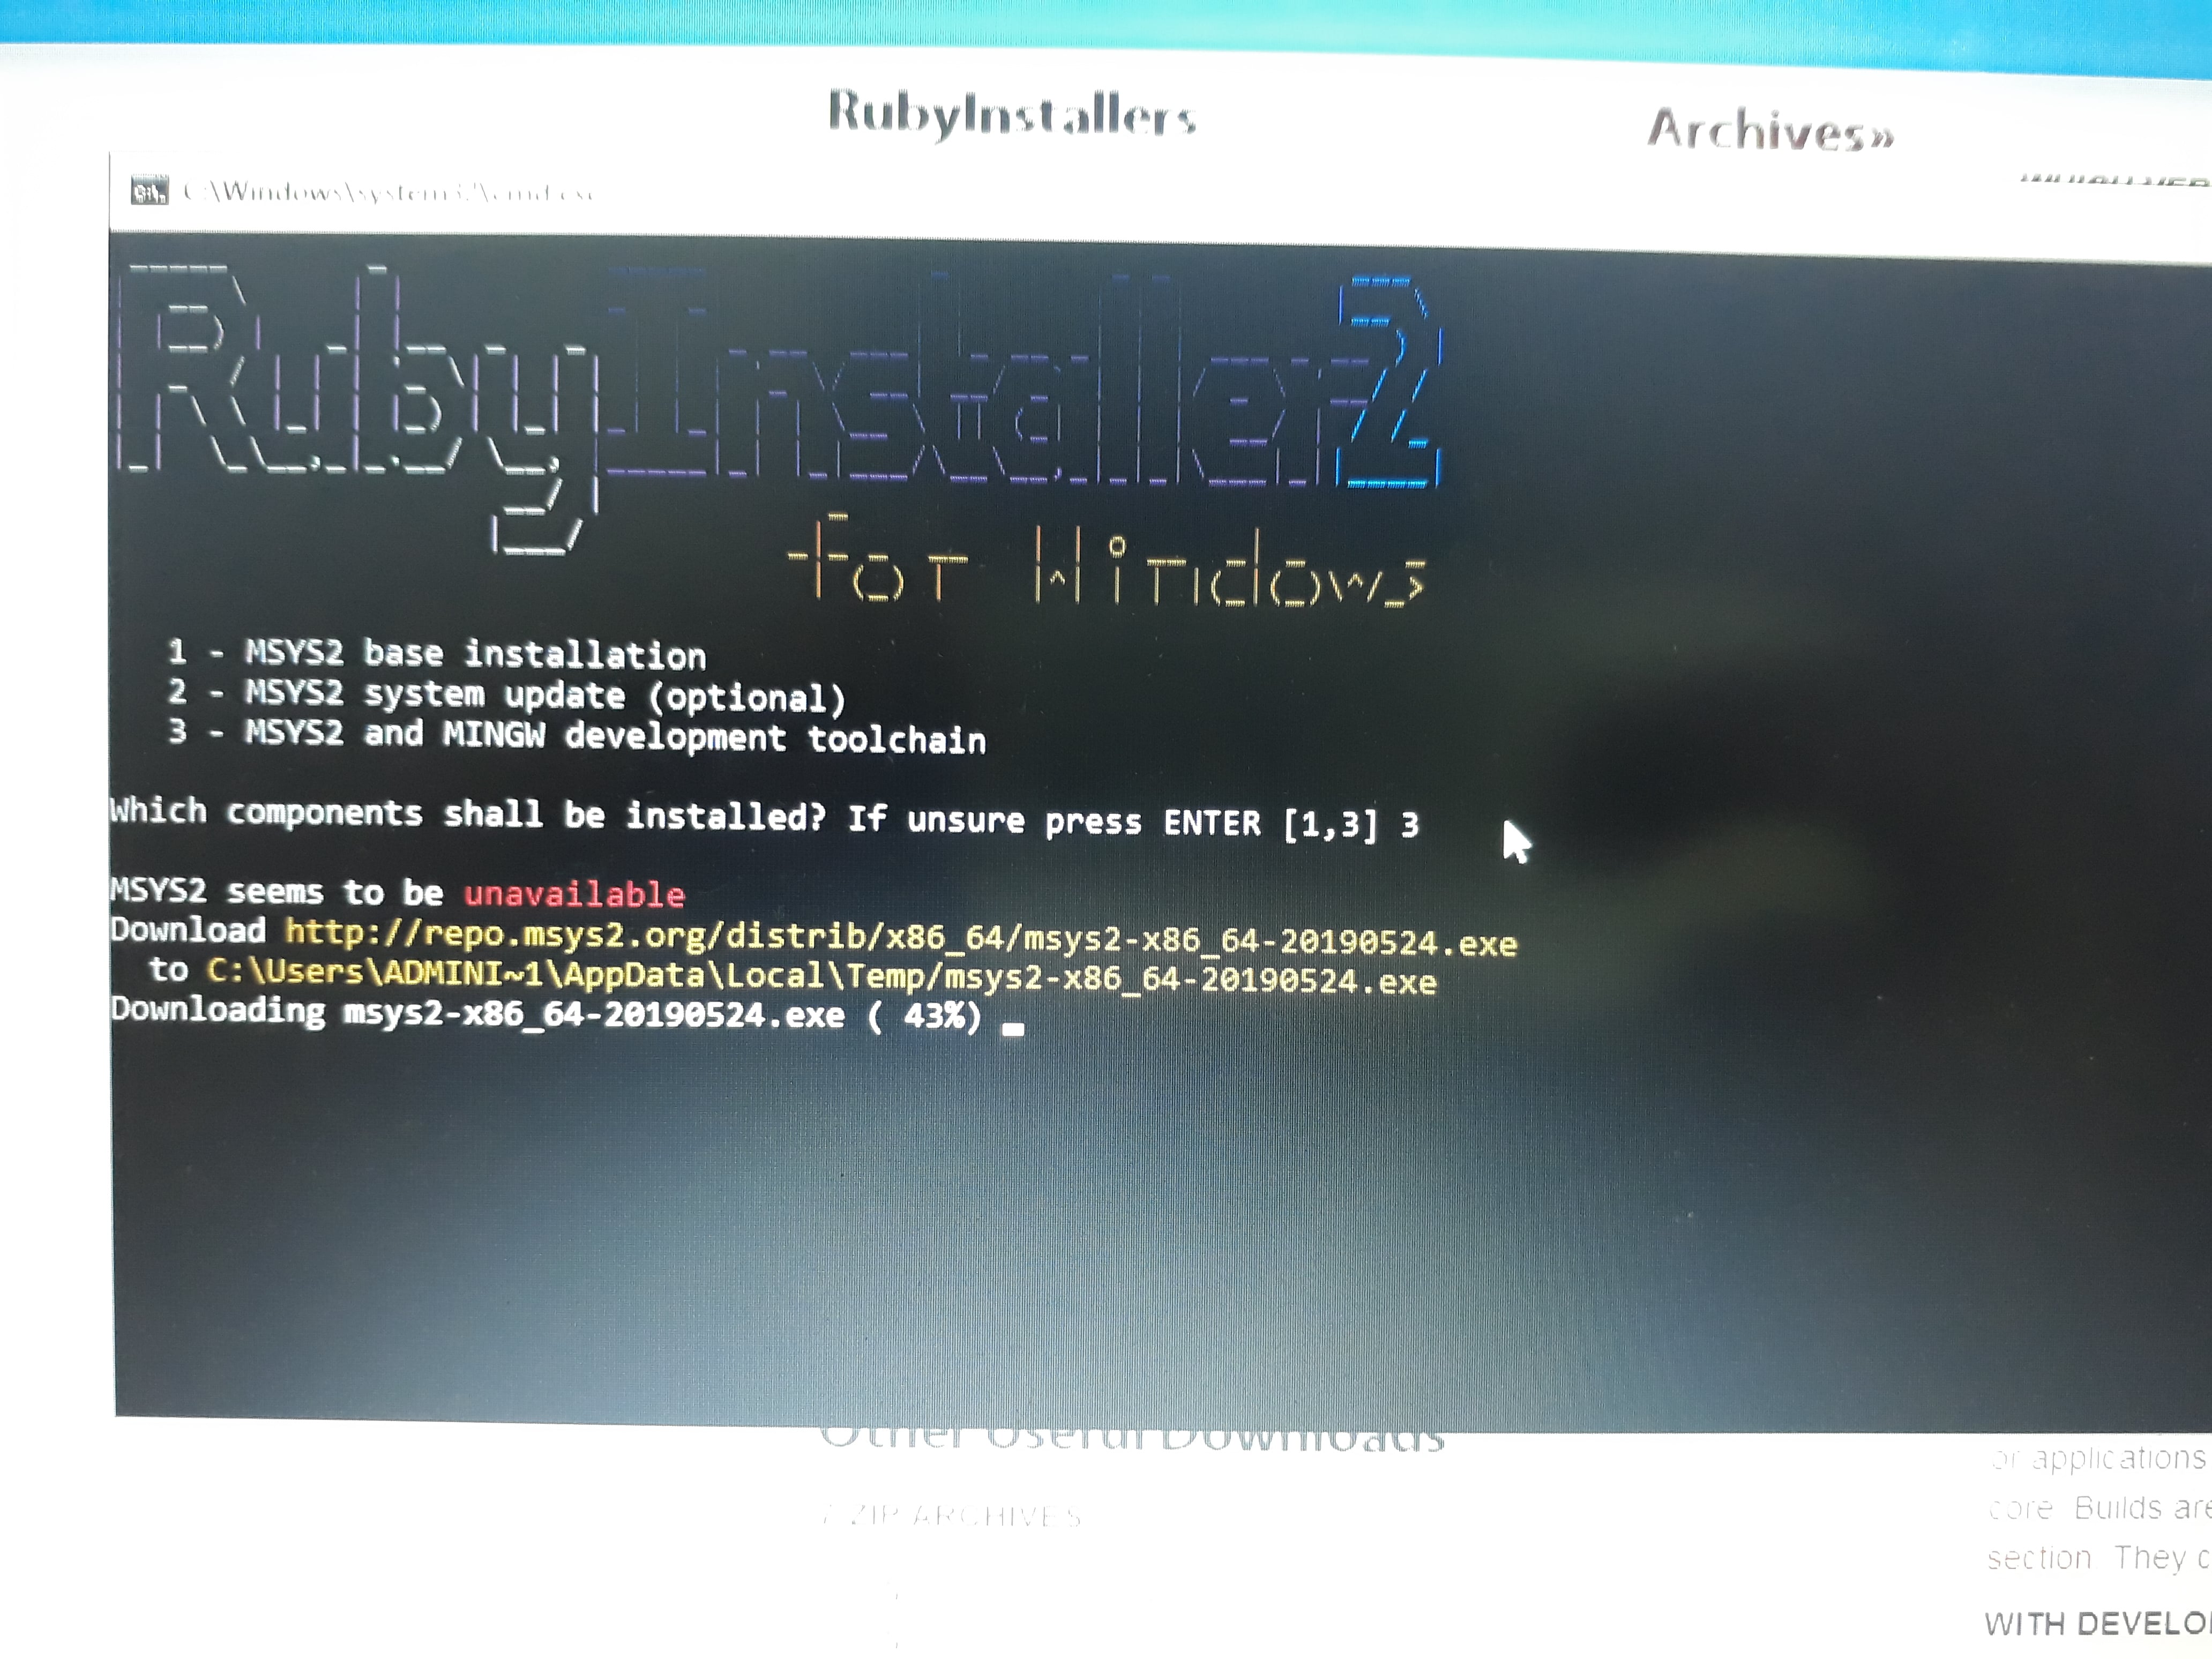 RubyInstallers
Archives»
C:\Windows\system32\cmd.exe
RubyInstaller2
for Windows
1 - MSYS2 base installation
2 - MSYS2 system update (optional)
3 - MSYS2 and MINGW development toolchain
Which components shall be installed? If unsure press ENTER [1,3] 3
MSYS2 seems to be unavailable
Download http://repo.msys2.org/distrib/x86_64/msys2-x86_64-20190524.exe
to C:\Users\ADMINI~1\AppData\Local\Temp/msys2-x86_64-20190524.exe
Downloading msys2-x86_64-20190524.exe ( 43%)
Other Useful Downloads
7-ZIP ARCHIVES
or applications
core Builds are
section They c
WITH DEVELO